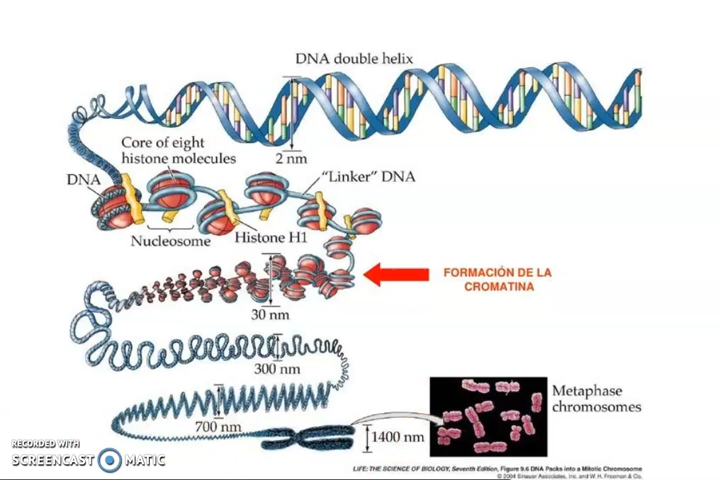 DNA double helix
2 nm
Core of eight
histone molecules
DNA
"Linker" DNA
Nucleosome
Histone H1
FORMACIÓN DE LA
CROMATINA
30 nm
300 nm
700 nm
1400 nm
Metaphase
chromosomes
RECORDED WITH
SCREENCAST MATIC
LIFE: THE SCIENCE OF BIOLOGY, Seventh Edition, Figure 9.6 DNA Packs into a Mitotic Chromosome
© 2004 Sinauer Associates, Inc. and W. H. Freeman & Co.